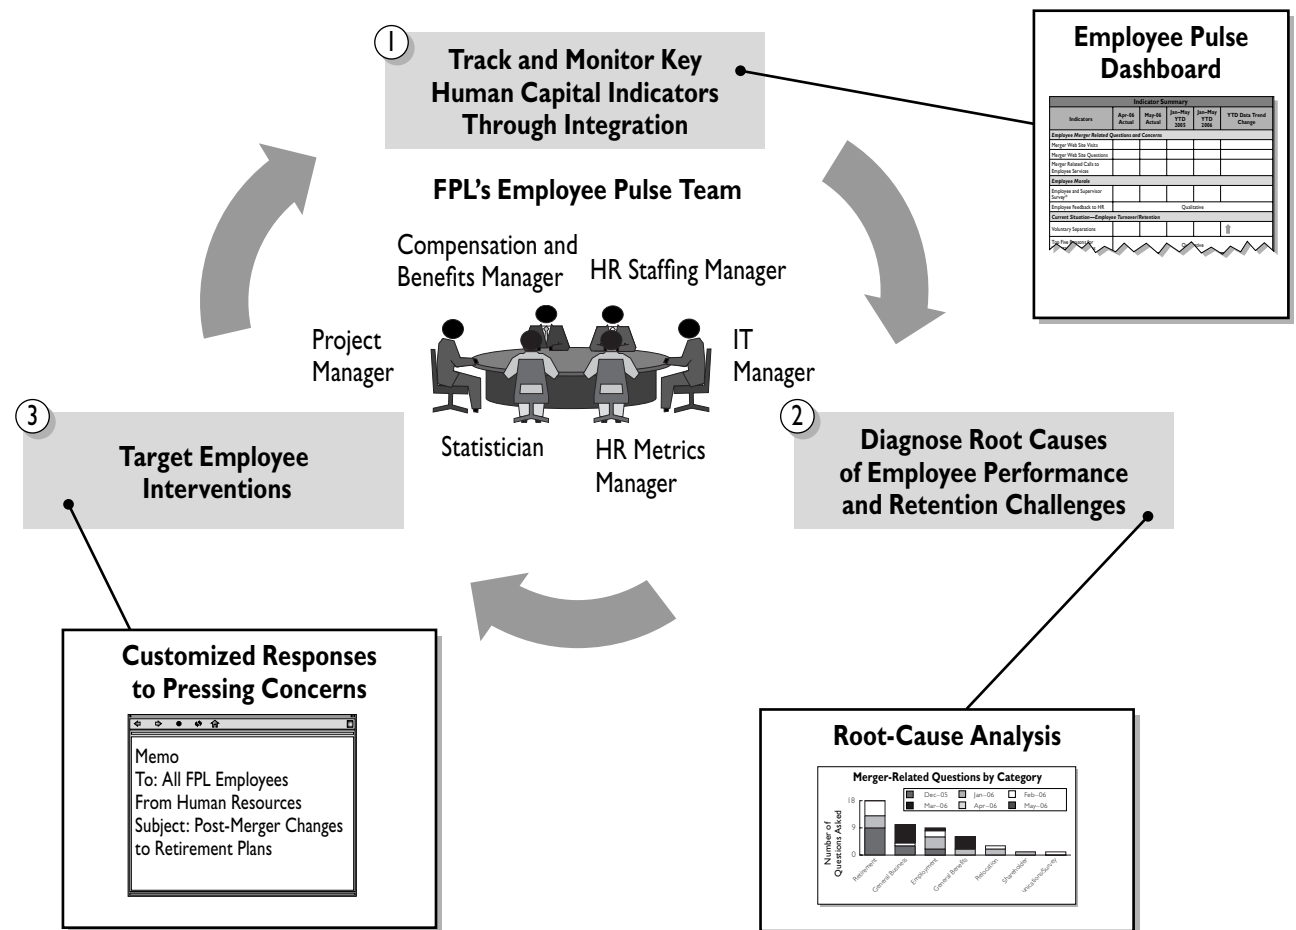 1
Track and Monitor Key
Human Capital Indicators
Through Integration
Employee Pulse
Dashboard
Indicator Summary
Indicators
Apr–06
Actual
May–06
Actual
Jan–May
YTD
2005
Jan–May
YTD
2006
YTD Data Trend
Change
Employee Merger Related Questions and Concerns
Merger Web Site Visits
Merger Web Site Questions
Merger Related Calls to
Employee Services
Employee Morale
Employee and Supervisor
Survey
Employee Feedback to HR
Qualitative
Current Situation—Employee Turnover/Retention
Voluntary Separations
FPL’s Employee Pulse Team
Compensation and
Benefits Manager
HR Staffing Manager
Project
Manager
IT
Manager
Statistician
HR Metrics
Manager
2
Diagnose Root Causes
of Employee Performance
and Retention Challenges
Root-Cause Analysis
Merger-Related Questions by Category
Dec–05
Jan–06
Feb–06
Mar–06
Apr–06
May–06
Number of
Questions Asked
18
9
0
Retirement
General Business
Employment
General Benefits
Relocation
Shareholder
3
Target Employee
Interventions
Customized Responses
to Pressing Concerns
Memo
To: All FPL Employees
From Human Resources
Subject: Post-Merger Changes
to Retirement Plans